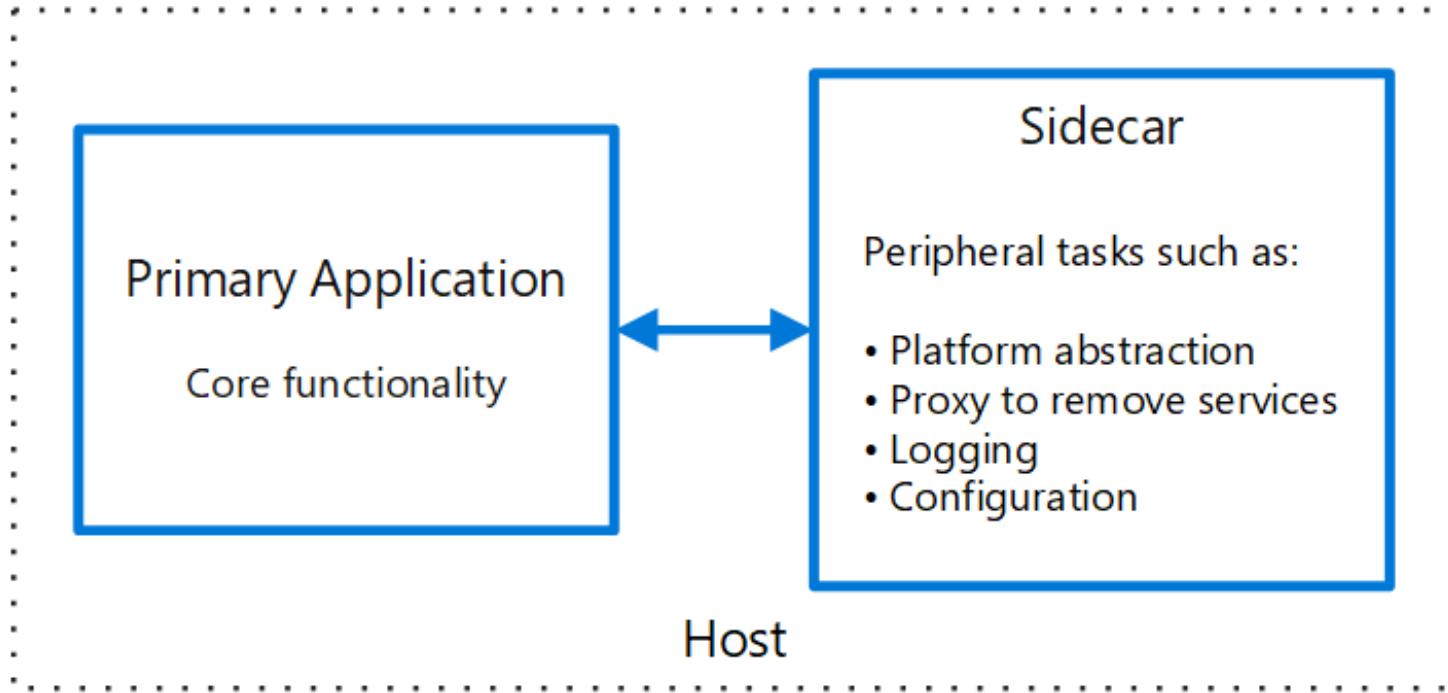 Primary Application
Core functionality
Sidecar
Peripheral tasks such as:
• Platform abstraction
• Proxy to remove services
• Logging
• Configuration
Host